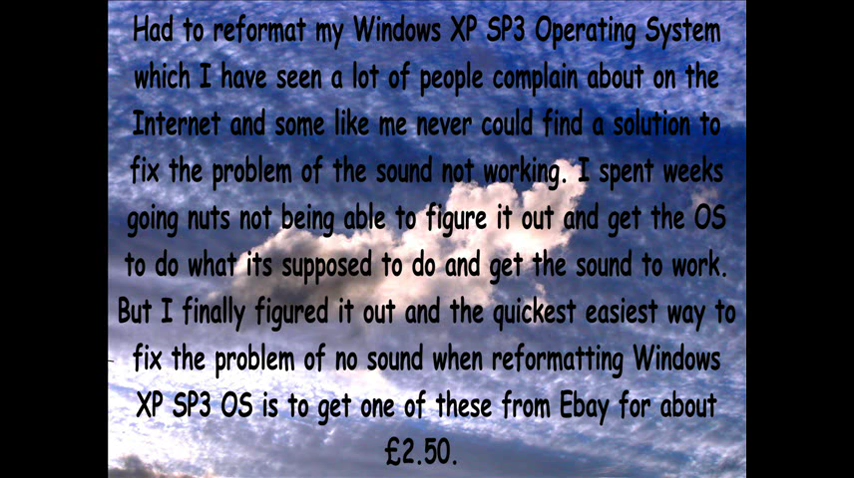 Had to reformat my Windows XP SP3 Operating System
which I have seen a lot of people complain about on the
Internet and some like me never could find a solution to
fix the problem of the sound not working. I spent weeks
going nuts not being able to figure it out and get the OS
to do what its supposed to do and get the sound to work.
But I finally figured it out and the quickest easiest way to
fix the problem of no sound when reformatting Windows
XP SP3 OS is to get one of these from Ebay for about
£2.50.